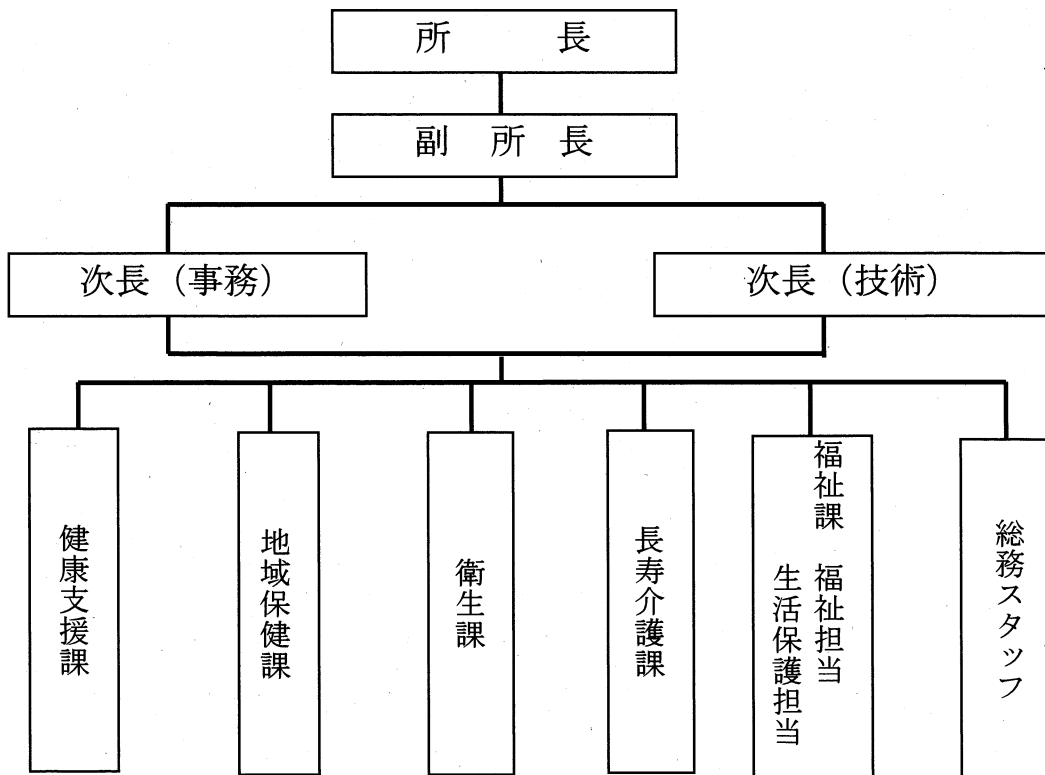 所　　　長
副　所　長
次長（事務）
次長（技術）
健康支援課
地域保健課
衛生課
長寿介護課
福祉課　福祉担当
生活保護担当
総務スタッフ